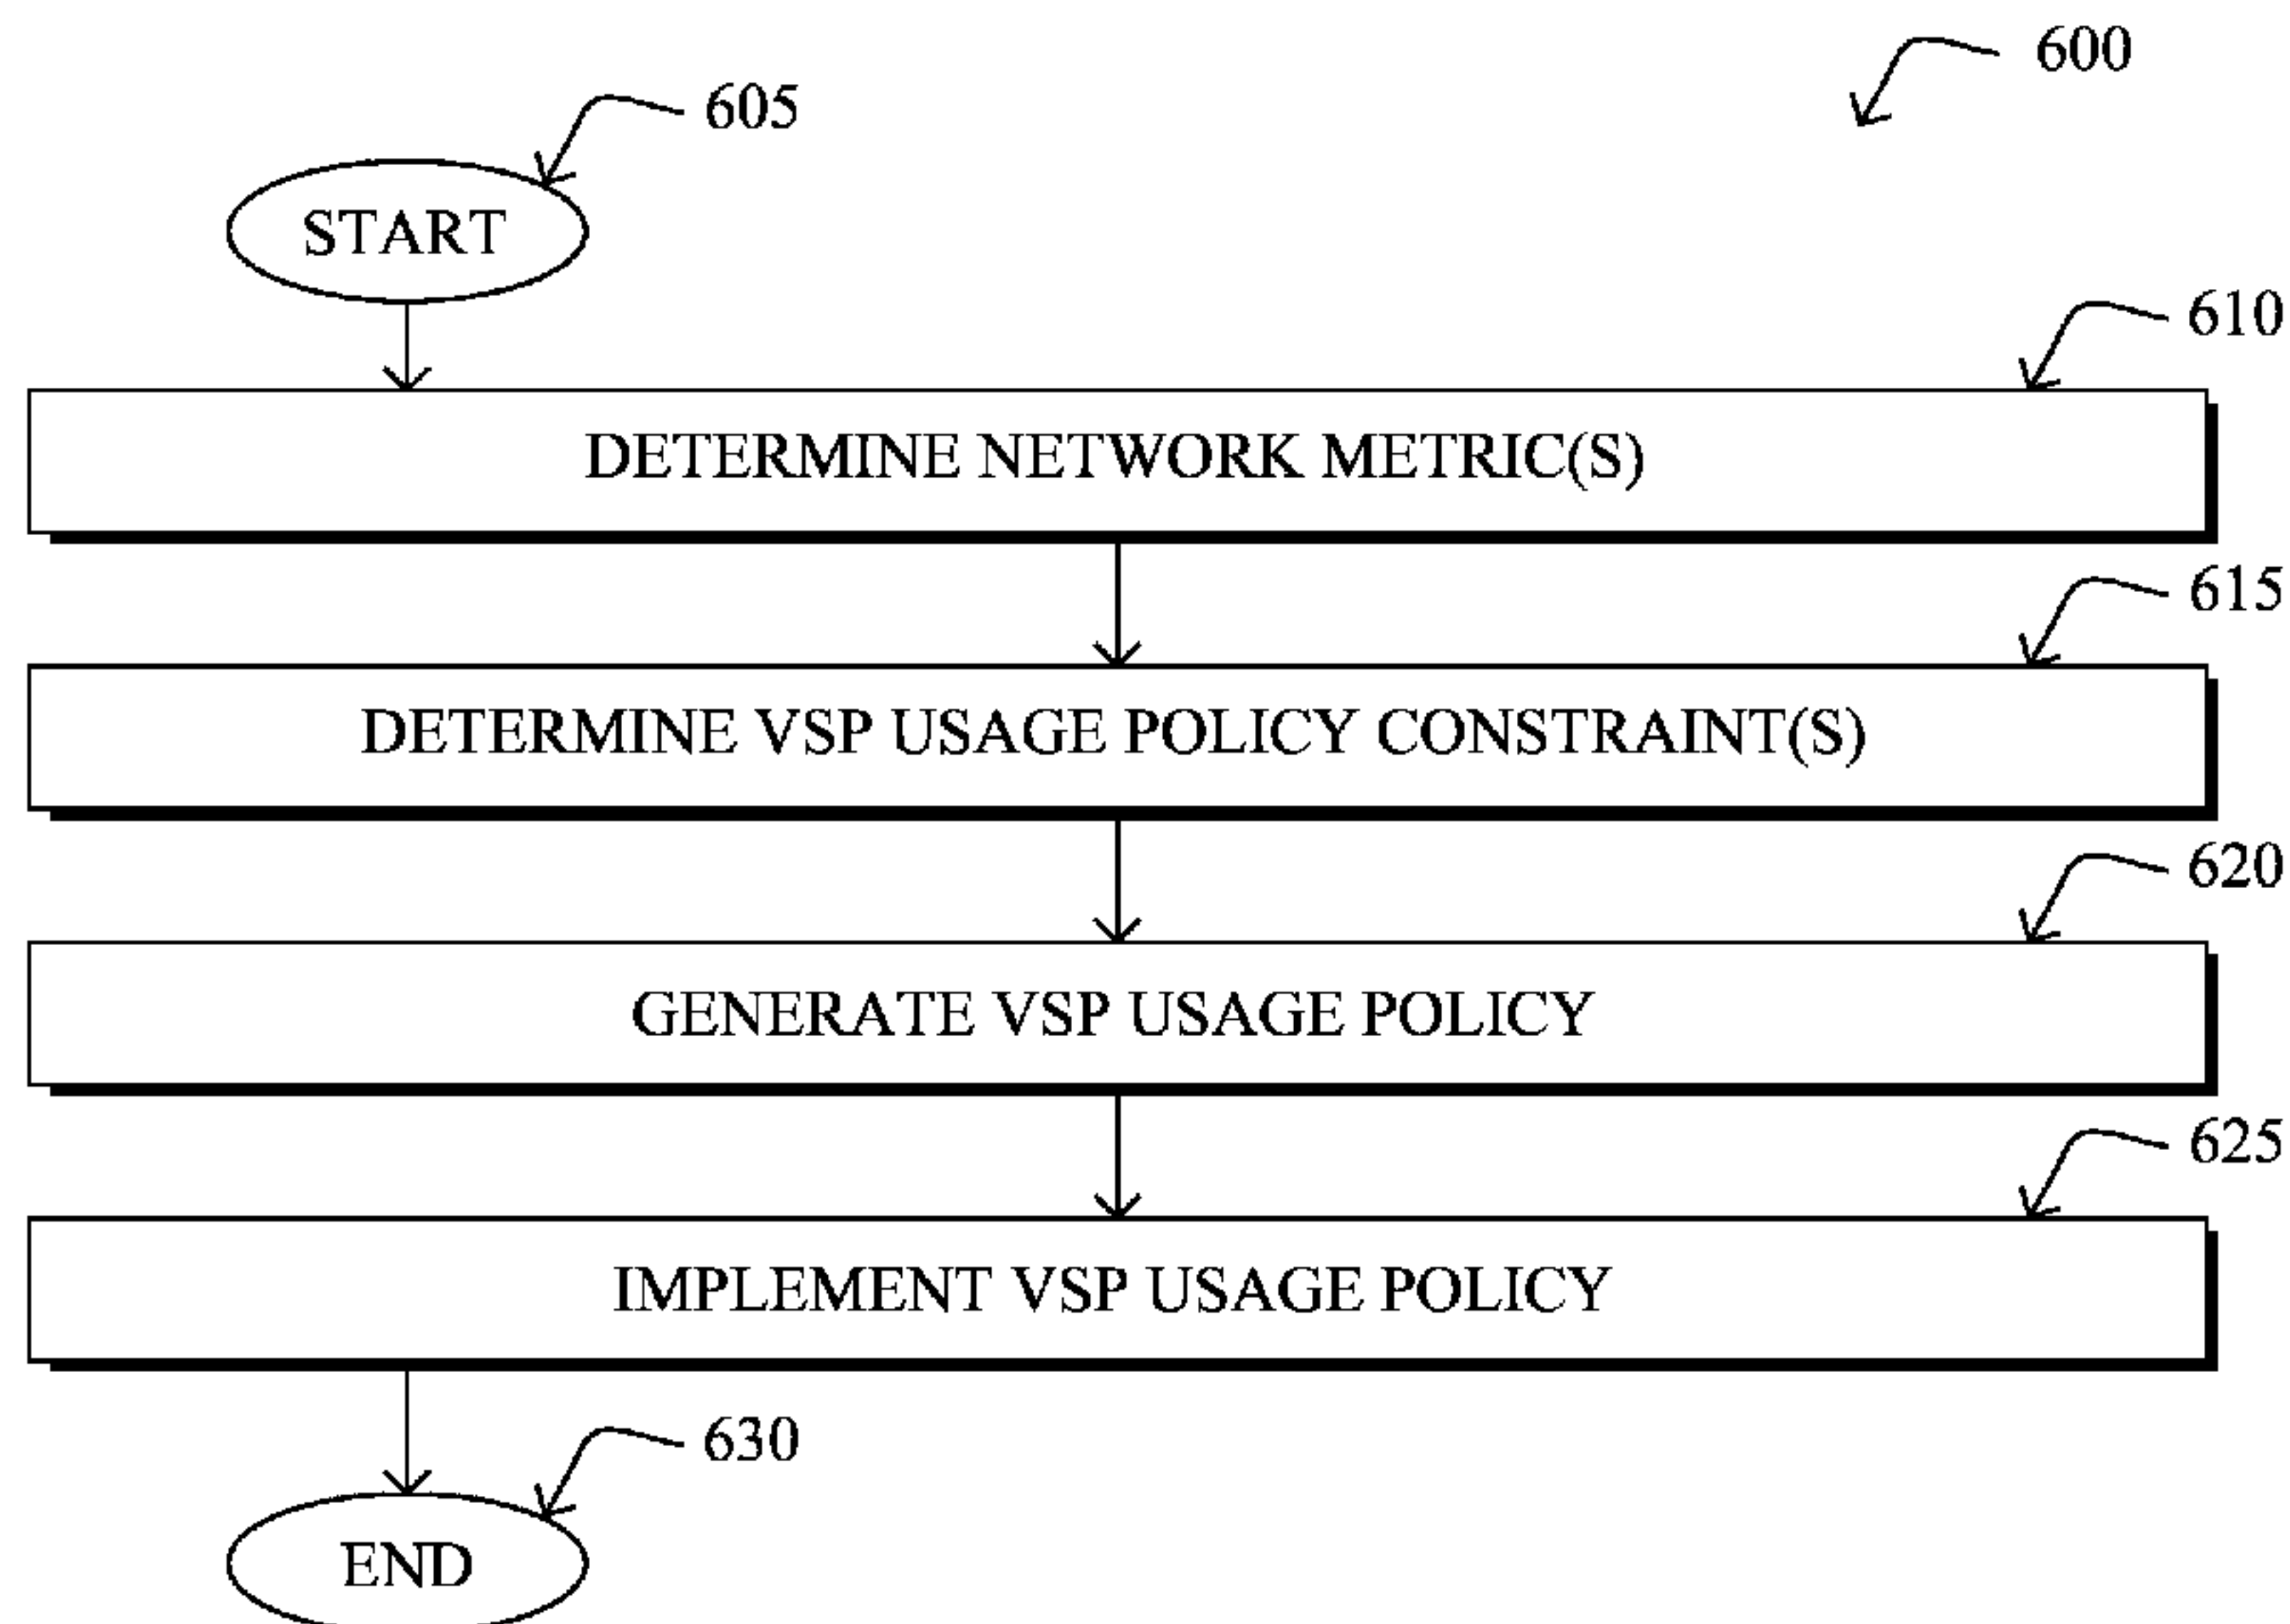 600
605
START
610
DETERMINE NETWORK METRIC(S)
615
DETERMINE VSP USAGE POLICY CONSTRAINT(S)
620
GENERATE VSP USAGE POLICY
625
IMPLEMENT VSP USAGE POLICY
630
END